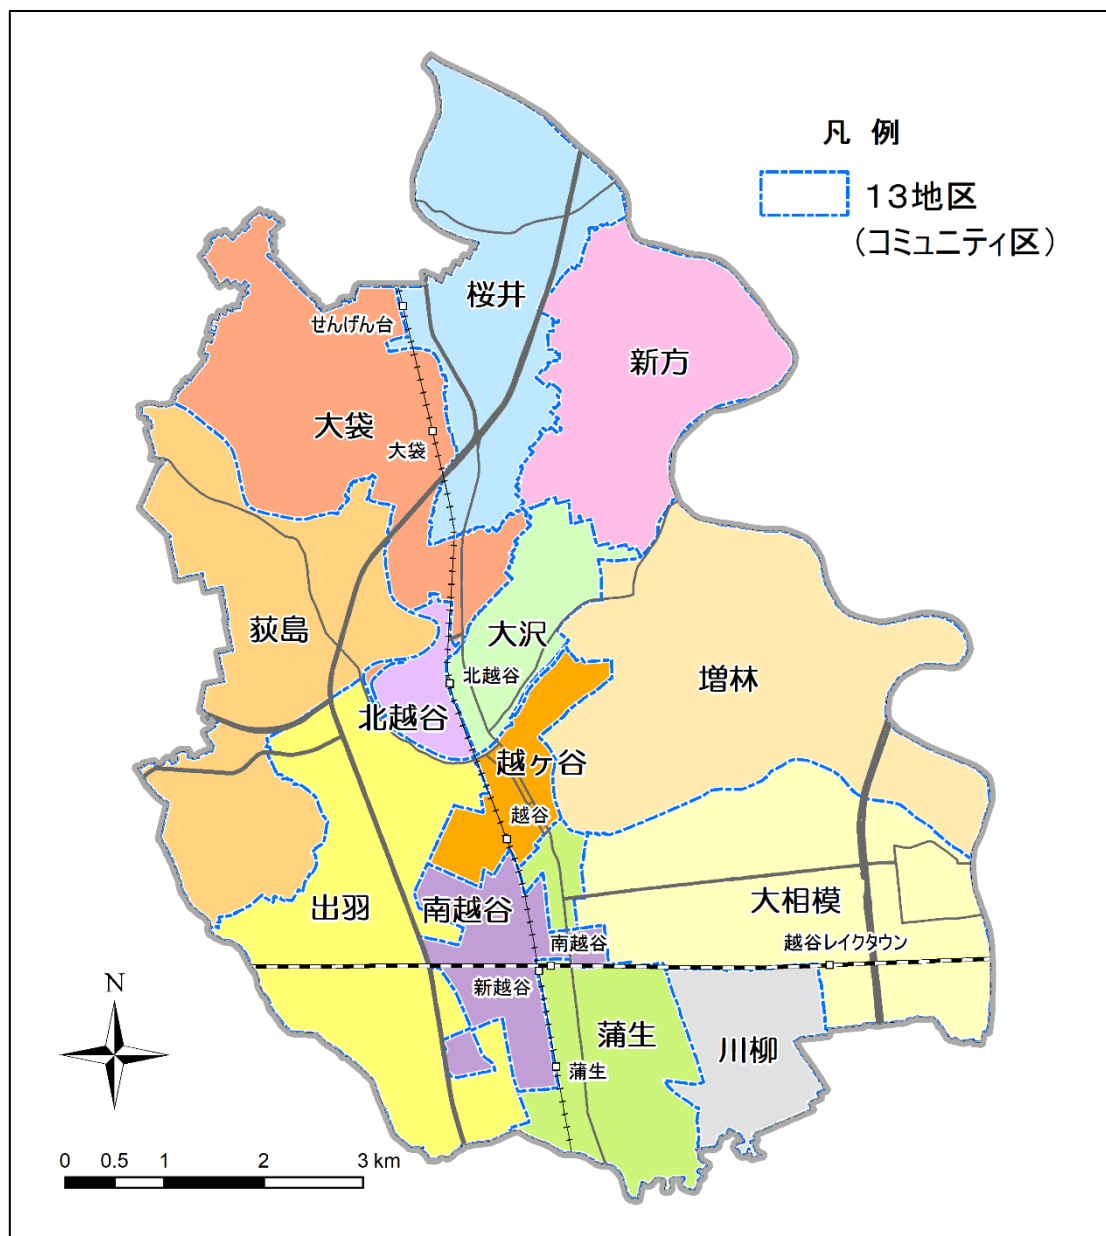 凡 例
13地区
(コミュニティ区)
桜井
せんげん台
新方
大袋
大袋
荻島
大沢
北越谷
増林
北越谷
越ヶ谷
越谷
出羽
南越谷
大相模
南越谷
越谷レイクタウン
新越谷
蒲生
川柳
蒲生
N
0 0.5 1 2 3 km